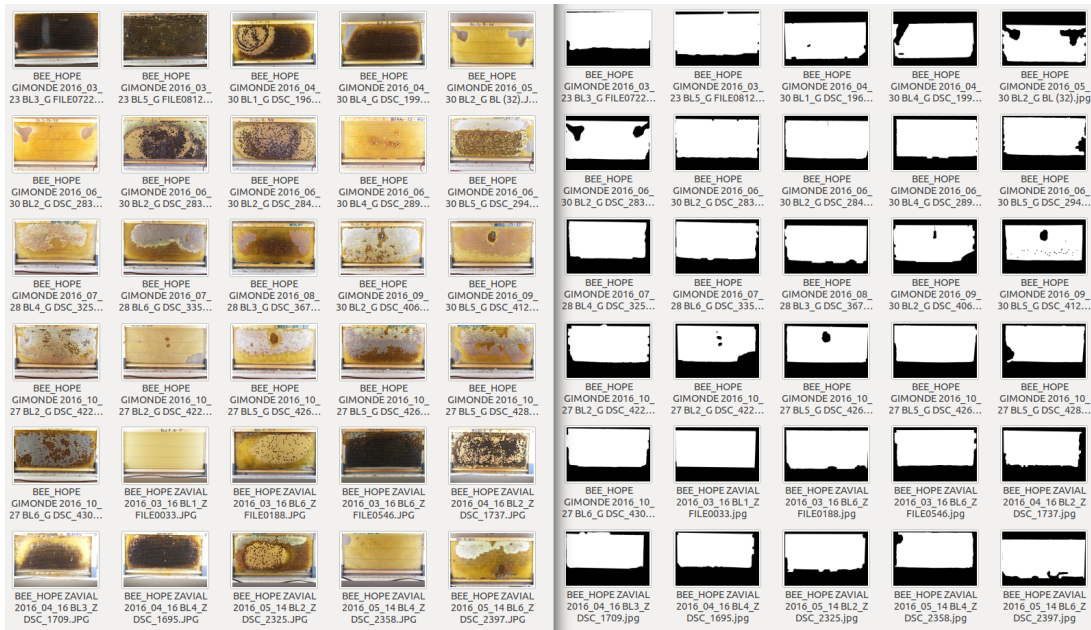 BEE_HOPE
GIMONDE 2016_03_
23 BL3_G FILE0722…
BEE_HOPE
GIMONDE 2016_03_
23 BL5_G FILE0812…
BEE_HOPE
GIMONDE 2016_04_
30 BL1_G DSC_196…
BEE_HOPE
GIMONDE 2016_04_
30 BL4_G DSC_199…
BEE_HOPE
GIMONDE 2016_05_
30 BL2_G BL (32).J…
BEE_HOPE
GIMONDE 2016_06_
30 BL2_G DSC_283…
BEE_HOPE
GIMONDE 2016_06_
30 BL2_G DSC_283…
BEE_HOPE
GIMONDE 2016_06_
30 BL2_G DSC_284…
BEE_HOPE
GIMONDE 2016_06_
30 BL4_G DSC_289…
BEE_HOPE
GIMONDE 2016_06_
30 BL5_G DSC_294…
BEE_HOPE
GIMONDE 2016_07_
28 BL4_G DSC_325…
BEE_HOPE
GIMONDE 2016_07_
28 BL6_G DSC_335…
BEE_HOPE
GIMONDE 2016_08_
28 BL3_G DSC_367…
BEE_HOPE
GIMONDE 2016_09_
30 BL2_G DSC_406…
BEE_HOPE
GIMONDE 2016_09_
30 BL5_G DSC_412…
BEE_HOPE
GIMONDE 2016_10_
27 BL2_G DSC_422…
BEE_HOPE
GIMONDE 2016_10_
27 BL2_G DSC_422…
BEE_HOPE
GIMONDE 2016_10_
27 BL5_G DSC_426…
BEE_HOPE
GIMONDE 2016_10_
27 BL5_G DSC_426…
BEE_HOPE
GIMONDE 2016_10_
27 BL5_G DSC_428…
BEE_HOPE
GIMONDE 2016_10_
27 BL6_G DSC_430…
BEE_HOPE ZAVIAL
2016_03_16 BL1_Z
FILE0033.JPG
BEE_HOPE ZAVIAL
2016_03_16 BL6_Z
FILE0188.JPG
BEE_HOPE ZAVIAL
2016_03_16 BL6_Z
FILE0546.JPG
BEE_HOPE ZAVIAL
2016_04_16 BL2_Z
DSC_1737.JPG
BEE_HOPE ZAVIAL
2016_04_16 BL3_Z
DSC_1709.JPG
BEE_HOPE ZAVIAL
2016_04_16 BL4_Z
DSC_1695.JPG
BEE_HOPE ZAVIAL
2016_05_14 BL2_Z
DSC_2325.JPG
BEE_HOPE ZAVIAL
2016_05_14 BL4_Z
DSC_2358.JPG
BEE_HOPE ZAVIAL
2016_05_14 BL6_Z
DSC_2397.JPG
BEE_HOPE
GIMONDE 2016_03_
23 BL3_G FILE0722…
BEE_HOPE
GIMONDE 2016_03_
23 BL5_G FILE0812…
BEE_HOPE
GIMONDE 2016_04_
30 BL1_G DSC_196…
BEE_HOPE
GIMONDE 2016_04_
30 BL4_G DSC_199…
BEE_HOPE
GIMONDE 2016_05_
30 BL2_G BL (32).jpg
BEE_HOPE
GIMONDE 2016_06_
30 BL2_G DSC_283…
BEE_HOPE
GIMONDE 2016_06_
30 BL2_G DSC_283…
BEE_HOPE
GIMONDE 2016_06_
30 BL2_G DSC_284…
BEE_HOPE
GIMONDE 2016_06_
30 BL4_G DSC_289…
BEE_HOPE
GIMONDE 2016_06_
30 BL5_G DSC_294…
BEE_HOPE
GIMONDE 2016_07_
28 BL4_G DSC_325…
BEE_HOPE
GIMONDE 2016_07_
28 BL6_G DSC_335…
BEE_HOPE
GIMONDE 2016_08_
28 BL3_G DSC_367…
BEE_HOPE
GIMONDE 2016_09_
30 BL2_G DSC_406…
BEE_HOPE
GIMONDE 2016_09_
30 BL5_G DSC_412…
BEE_HOPE
GIMONDE 2016_10_
27 BL2_G DSC_422…
BEE_HOPE
GIMONDE 2016_10_
27 BL2_G DSC_422…
BEE_HOPE
GIMONDE 2016_10_
27 BL5_G DSC_426…
BEE_HOPE
GIMONDE 2016_10_
27 BL5_G DSC_426…
BEE_HOPE
GIMONDE 2016_10_
27 BL5_G DSC_428…
BEE_HOPE
GIMONDE 2016_10_
27 BL6_G DSC_430…
BEE_HOPE ZAVIAL
2016_03_16 BL1_Z
FILE0033.jpg
BEE_HOPE ZAVIAL
2016_03_16 BL6_Z
FILE0188.jpg
BEE_HOPE ZAVIAL
2016_03_16 BL6_Z
FILE0546.jpg
BEE_HOPE ZAVIAL
2016_04_16 BL2_Z
DSC_1737.jpg
BEE_HOPE ZAVIAL
2016_04_16 BL3_Z
DSC_1709.jpg
BEE_HOPE ZAVIAL
2016_04_16 BL4_Z
DSC_1695.jpg
BEE_HOPE ZAVIAL
2016_05_14 BL2_Z
DSC_2325.jpg
BEE_HOPE ZAVIAL
2016_05_14 BL4_Z
DSC_2358.jpg
BEE_HOPE ZAVIAL
2016_05_14 BL6_Z
DSC_2397.jpg